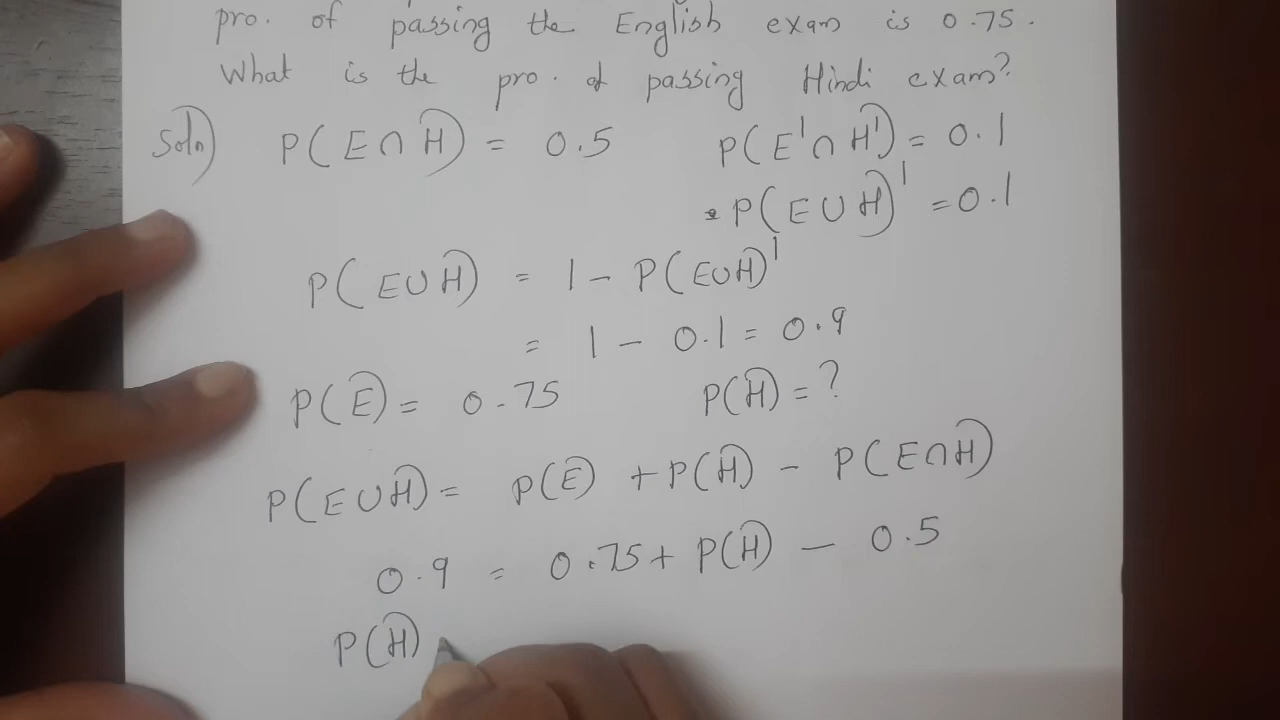 pro. of passing the English exam is 0.75.
What is the pro. of passing Hindi exam?
Soln) P(E∩H) = 0.5 P(E'∩H') = 0.1
P(E∪H)' = 0.1
P(E∪H) = 1 - P(E∪H)'
= 1 - 0.1 = 0.9
P(E) = 0.75 P(H) = ?
P(E∪H) = P(E) + P(H) - P(E∩H)
0.9 = 0.75 + P(H) - 0.5
P(H)